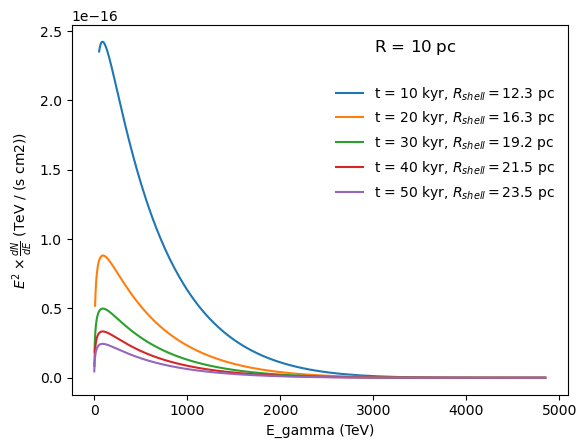 1e−16
R = 10 pc
t = 10 kyr, R_shell = 12.3 pc
t = 20 kyr, R_shell = 16.3 pc
t = 30 kyr, R_shell = 19.2 pc
t = 40 kyr, R_shell = 21.5 pc
t = 50 kyr, R_shell = 23.5 pc
2.5
2.0
1.5
1.0
0.5
0.0
E² × dN/dE (TeV / (s cm2))
0 1000 2000 3000 4000 5000
E_gamma (TeV)